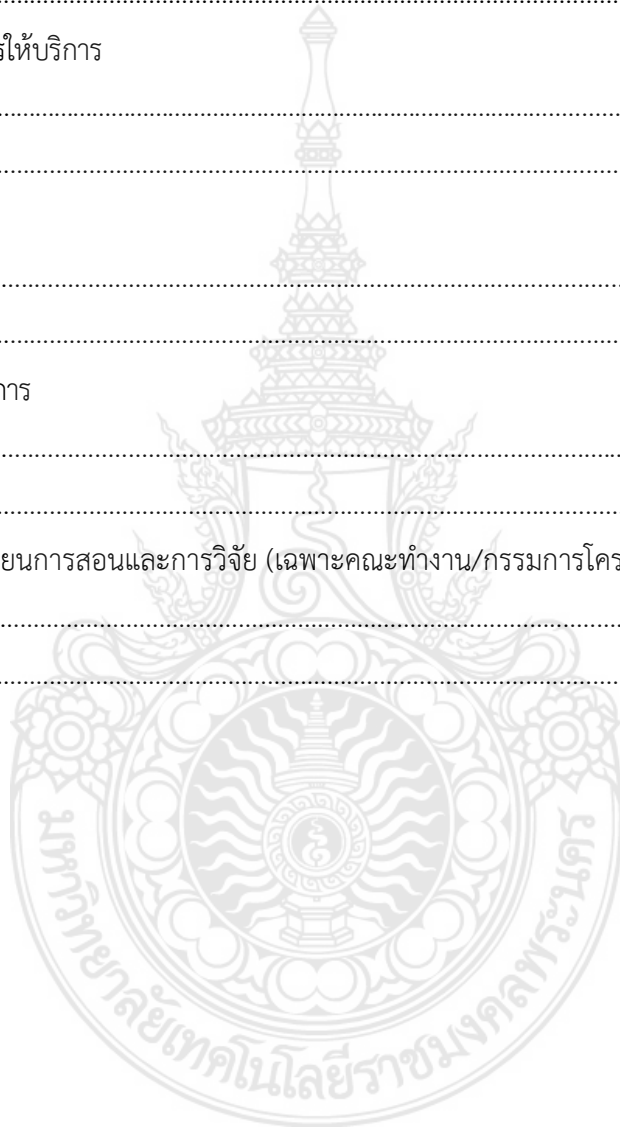 รให้บริการ
การ
ยนการสอนและการวิจัย (เฉพาะคณะทำงาน/กรรมการโคร
มหาวิทยาลัยเทคโนโลยีราชมงคลพระนคร